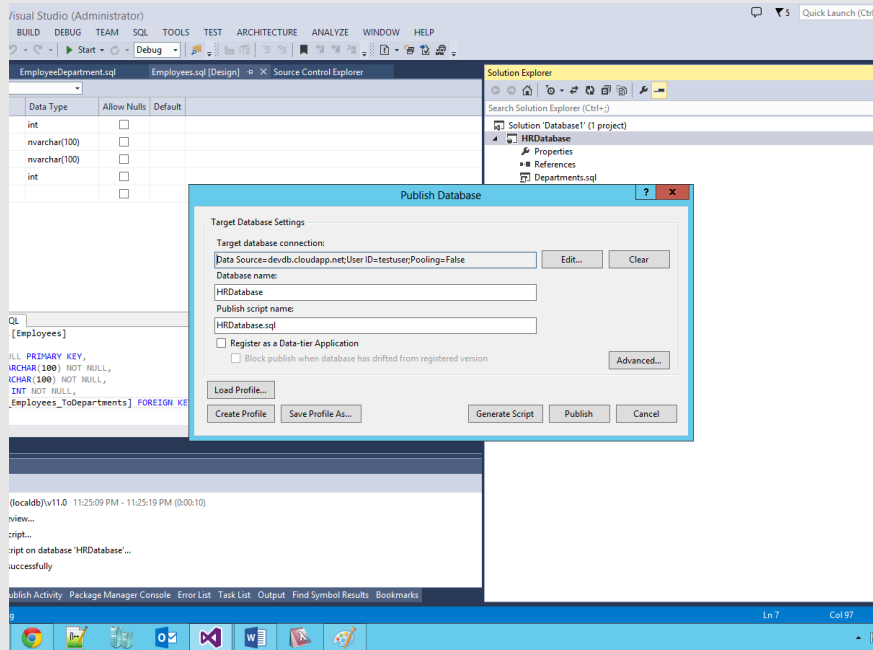 Visual Studio (Administrator)
5
Quick Launch (Ctrl
BUILD DEBUG TEAM SQL TOOLS TEST ARCHITECTURE ANALYZE WINDOW HELP
Start Debug
EmployeeDepartment.sql Employees.sql [Design] Source Control Explorer
Data Type Allow Nulls Default
int
nvarchar(100)
nvarchar(100)
int
Solution Explorer
Search Solution Explorer (Ctrl+;)
Solution 'Database1' (1 project)
HRDatabase
Properties
References
Departments.sql
Publish Database
? x
Target Database Settings
Target database connection:
Data Source=devdb.cloudapp.net;User ID=testuser;Pooling=False
Edit... Clear
Database name:
HRDatabase
Publish script name:
HRDatabase.sql
Register as a Data-tier Application
Block publish when database has drifted from registered version
Advanced...
Load Profile...
Create Profile Save Profile As... Generate Script Publish Cancel
QL
[Employees]
ULL PRIMARY KEY,
ARCHAR(100) NOT NULL,
RCHAR(100) NOT NULL,
INT NOT NULL,
_Employees_ToDepartments] FOREIGN KE
(localdb)\v11.0 11:25:09 PM - 11:25:19 PM (0:00:10)
eview...
cript...
ript on database 'HRDatabase'...
successfully
ublish Activity Package Manager Console Error List Task List Output Find Symbol Results Bookmarks
g
Ln 7 Col 97